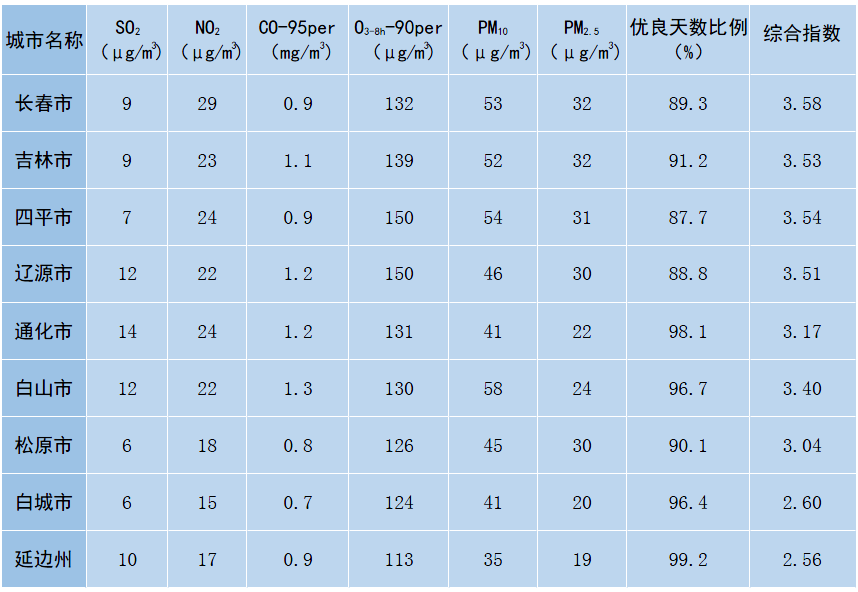 城市名称 SO₂ (μg/m³) NO₂ (μg/m³) CO-95per (mg/m³) O₃₋₈ₕ-90per (μg/m³) PM₁₀ (μg/m³) PM₂.₅ (μg/m³) 优良天数比例 (%) 综合指数
长春市 9 29 0.9 132 53 32 89.3 3.58
吉林市 9 23 1.1 139 52 32 91.2 3.53
四平市 7 24 0.9 150 54 31 87.7 3.54
辽源市 12 22 1.2 150 46 30 88.8 3.51
通化市 14 24 1.2 131 41 22 98.1 3.17
白山市 12 22 1.3 130 58 24 96.7 3.40
松原市 6 18 0.8 126 45 30 90.1 3.04
白城市 6 15 0.7 124 41 20 96.4 2.60
延边州 10 17 0.9 113 35 19 99.2 2.56